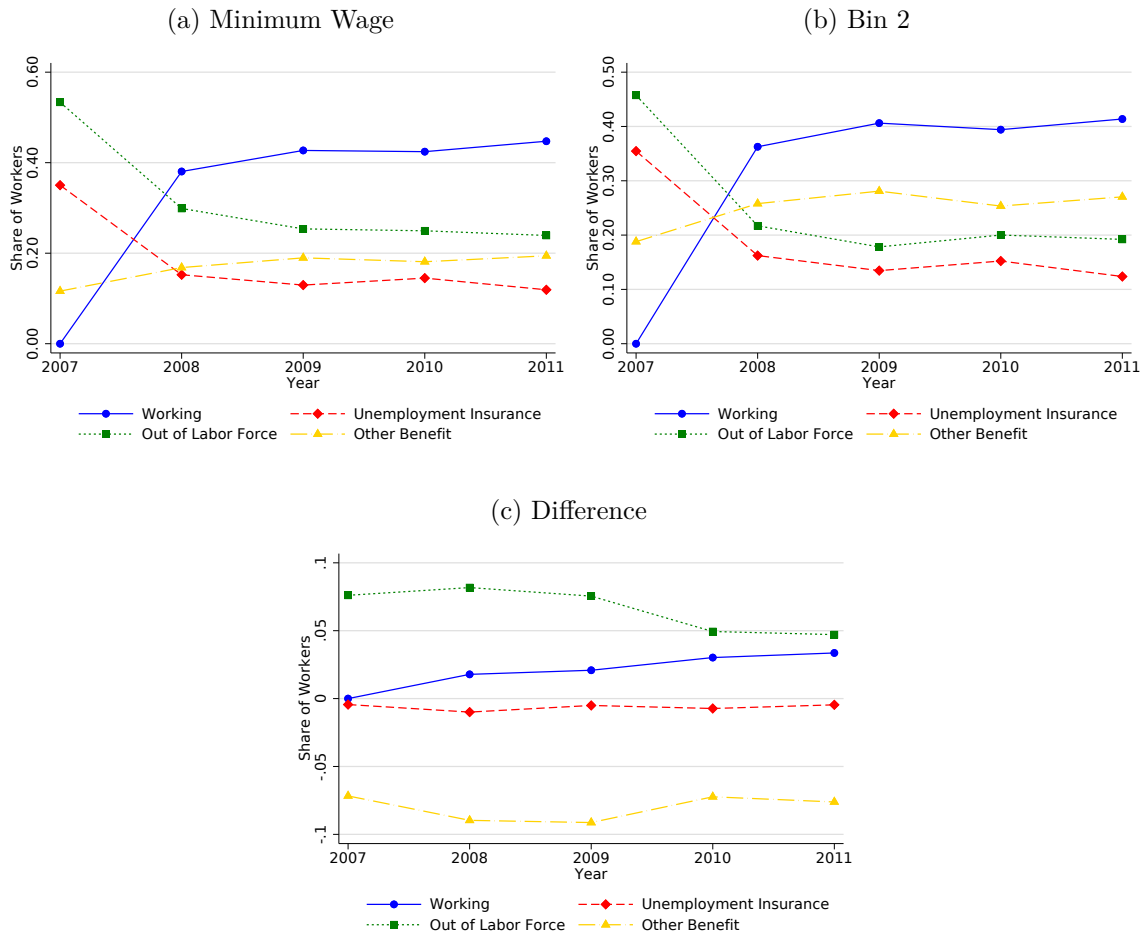 (a) Minimum Wage
0.60
0.40
0.20
0.00
Share of Workers
2007 2008 2009 2010 2011
Year
Working
Unemployment Insurance
Out of Labor Force
Other Benefit
(b) Bin 2
0.50
0.40
0.30
0.20
0.10
0.00
Share of Workers
2007 2008 2009 2010 2011
Year
Working
Unemployment Insurance
Out of Labor Force
Other Benefit
(c) Difference
.1
.05
0
-.05
-.1
Share of Workers
2007 2008 2009 2010 2011
Year
Working
Unemployment Insurance
Out of Labor Force
Other Benefit